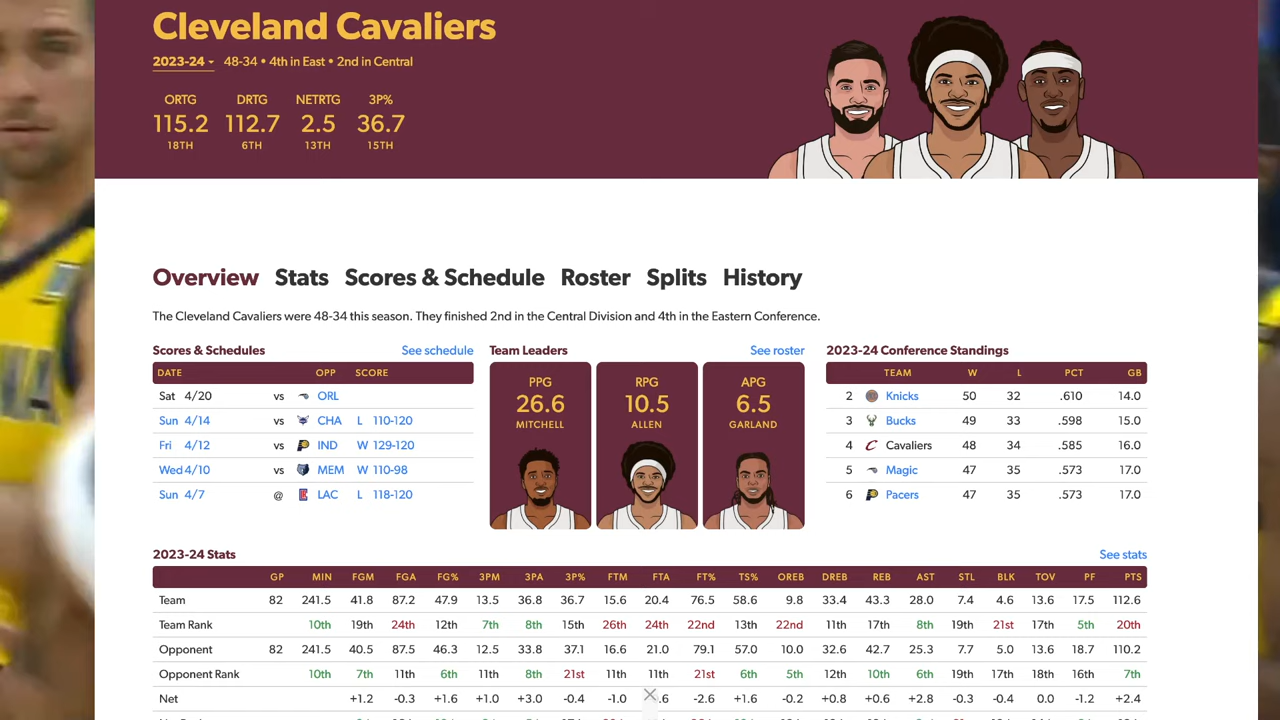 Cleveland Cavaliers
2023-24 48-34 • 4th in East • 2nd in Central
ORTG DRTG NETRTG 3P%
115.2 112.7 2.5 36.7
18TH 6TH 13TH 15TH
Overview Stats Scores & Schedule Roster Splits History
The Cleveland Cavaliers were 48-34 this season. They finished 2nd in the Central Division and 4th in the Eastern Conference.
Scores & Schedules See schedule
DATE OPP SCORE
Sat 4/20 vs ORL
Sun 4/14 vs CHA L 110-120
Fri 4/12 vs IND W 129-120
Wed 4/10 vs MEM W 110-98
Sun 4/7 @ LAC L 118-120
Team Leaders See roster
PPG RPG APG
26.6 10.5 6.5
MITCHELL ALLEN GARLAND
2023-24 Conference Standings
TEAM W L PCT GB
2 Knicks 50 32 .610 14.0
3 Bucks 49 33 .598 15.0
4 Cavaliers 48 34 .585 16.0
5 Magic 47 35 .573 17.0
6 Pacers 47 35 .573 17.0
2023-24 Stats See stats
GP MIN FGM FGA FG% 3PM 3PA 3P% FTM FTA FT% TS% OREB DREB REB AST STL BLK TOV PF PTS
Team 82 241.5 41.8 87.2 47.9 13.5 36.8 36.7 15.6 20.4 76.5 58.6 9.8 33.4 43.3 28.0 7.4 4.6 13.6 17.5 112.6
Team Rank 10th 19th 24th 12th 7th 8th 15th 26th 24th 22nd 13th 22nd 11th 17th 8th 19th 21st 17th 5th 20th
Opponent 82 241.5 40.5 87.5 46.3 12.5 33.8 37.1 16.6 21.0 79.1 57.0 10.0 32.6 42.7 25.3 7.7 5.0 13.6 18.7 110.2
Opponent Rank 10th 7th 11th 6th 11th 8th 21st 11th 11th 21st 6th 5th 12th 10th 6th 19th 17th 18th 16th 7th
Net +1.2 -0.3 +1.6 +1.0 +3.0 -0.4 -1.0 .6 -2.6 +1.6 -0.2 +0.8 +0.6 +2.8 -0.3 -0.4 0.0 -1.2 +2.4